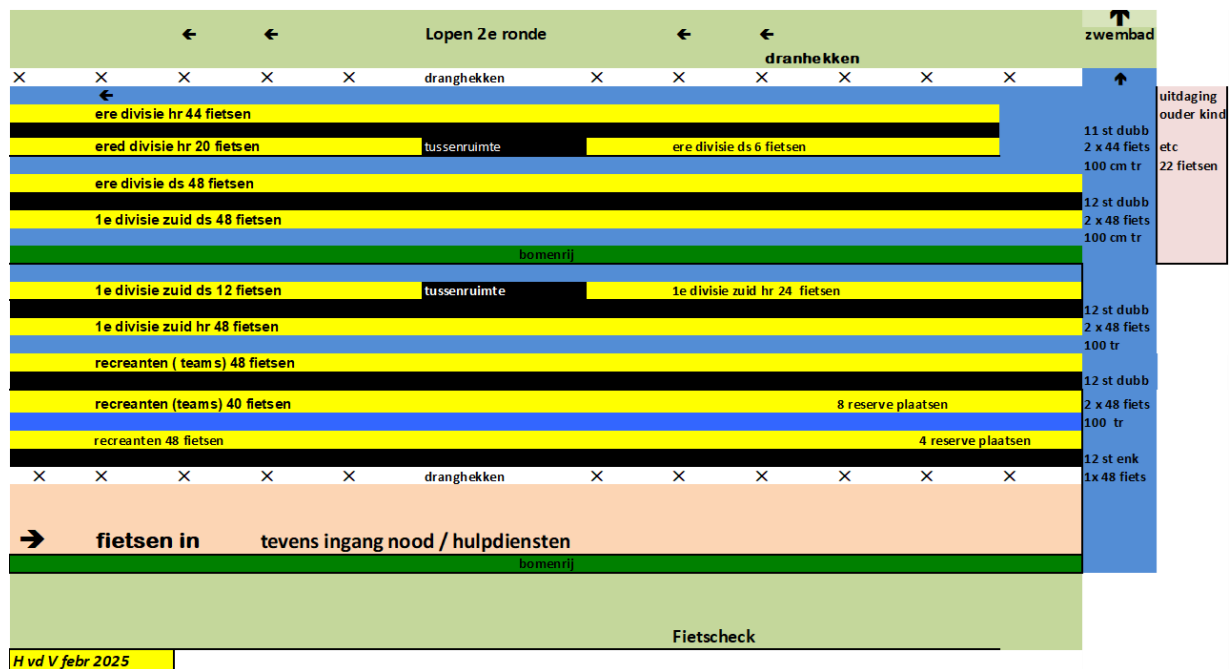 Lopen 2e ronde
zwembad
dranhekken
draghekken
uitdaging
ere divisie hr 44 fietsen
ouder kind
11 st dubb
ered divisie hr 20 fietsen tussenruimte ere divisie ds 6 fietsen 2 x 44 fiets etc
100 cm tr 22 fietsen
ere divisie ds 48 fietsen
12 st dubb
1e divisie zuid ds 48 fietsen 2 x 48 fiets
100 cm tr
bomenrij
1e divisie zuid ds 12 fietsen tussenruimte 1e divisie zuid hr 24 fietsen
12 st dubb
1e divisie zuid hr 48 fietsen 2 x 48 fiets
100 tr
recreanten ( teams) 48 fietsen
12 st dubb
recreanten (teams) 40 fietsen 8 reserve plaatsen 2 x 48 fiets
100 tr
recreanten 48 fietsen 4 reserve plaatsen
12 st enk
dranghekken 1x 48 fiets
fietsen in tevens ingang nood / hulpdiensten
bomenrij
Fietscheck
H vd V febr 2025